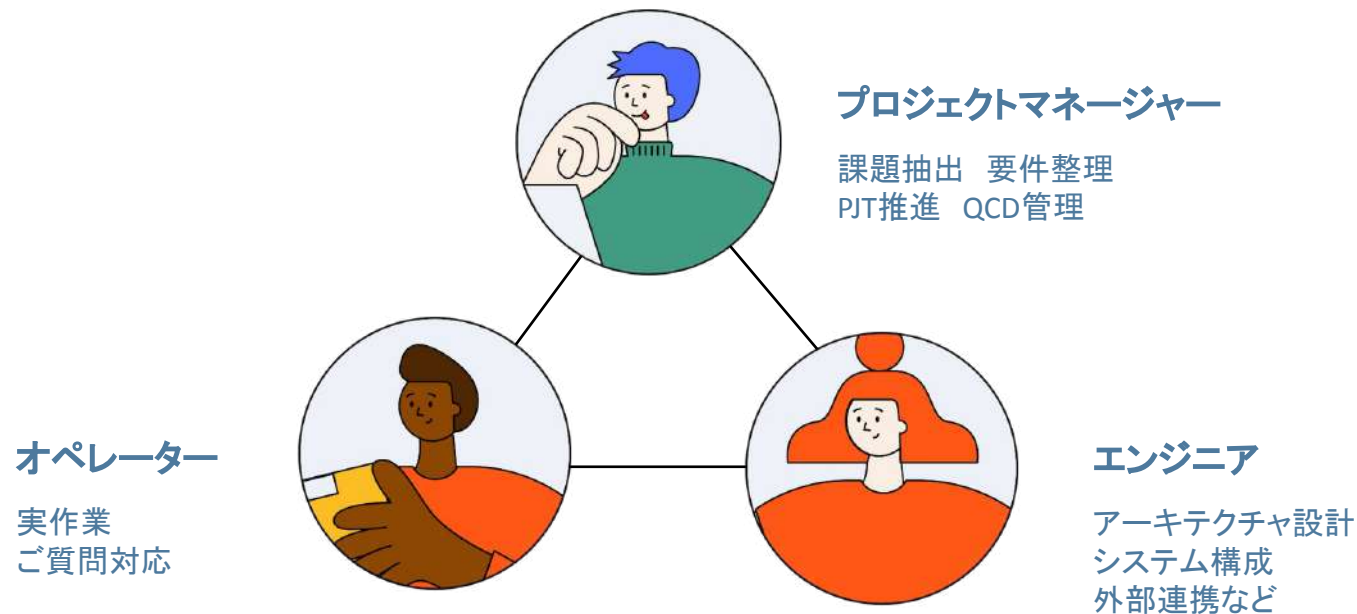 プロジェクトマネージャー
課題抽出　要件整理
PJT推進　QCD管理
オペレーター
実作業
ご質問対応
エンジニア
アーキテクチャ設計
システム構成
外部連携など